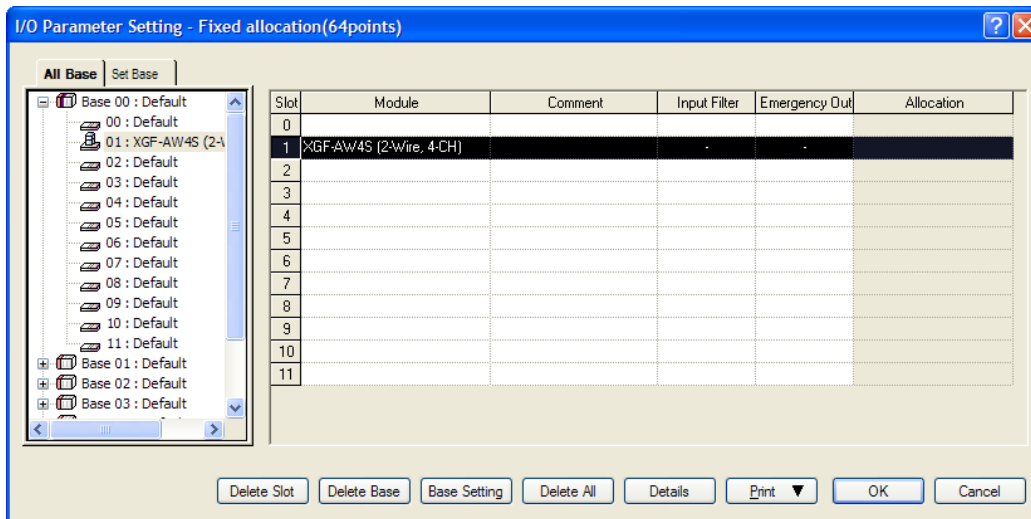 I/O Parameter Setting - Fixed allocation(64points)
All Base Set Base
Base 00 : Default
00 : Default
01 : XGF-AW4S (2-W
02 : Default
03 : Default
04 : Default
05 : Default
06 : Default
07 : Default
08 : Default
09 : Default
10 : Default
11 : Default
Base 01 : Default
Base 02 : Default
Base 03 : Default
Slot Module Comment Input Filter Emergency Out Allocation
0
1 XGF-AW4S (2-Wire, 4-CH) - -
2
3
4
5
6
7
8
9
10
11
Delete Slot Delete Base Base Setting Delete All Details Print ▼ OK Cancel